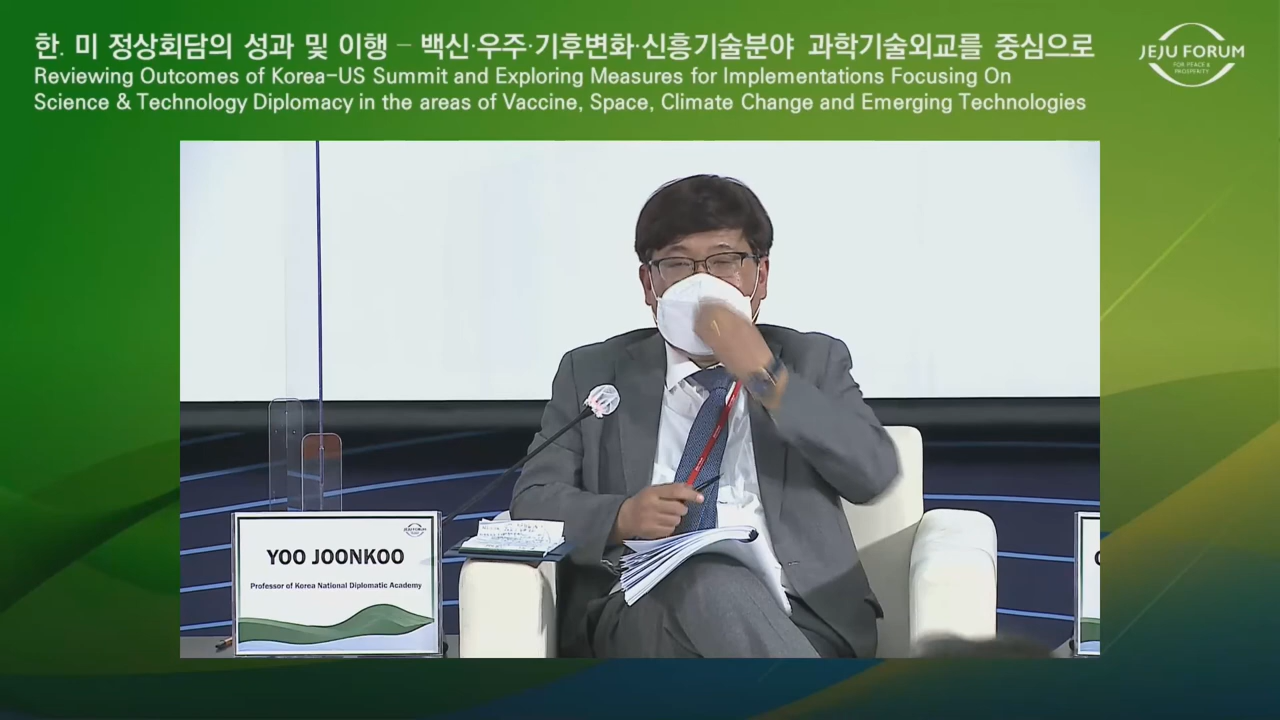 한. 미 정상회담의 성과 및 이행 – 백신·우주·기후변화·신흥기술분야 과학기술외교를 중심으로
Reviewing Outcomes of Korea-US Summit and Exploring Measures for Implementations Focusing On
Science & Technology Diplomacy in the areas of Vaccine, Space, Climate Change and Emerging Technologies
JEJU FORUM
FOR PEACE &
PROSPERITY
JEJU FORUM
YOO JOONKOO
Professor of Korea National Diplomatic Academy